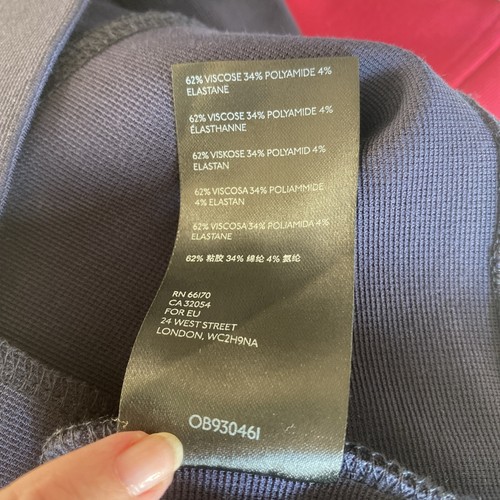 62% VISCOSE 34% POLYAMIDE 4%
ELASTANE
62% VISCOSE 34% POLYAMIDE 4%
ÉLASTHANNE
62% VISKOSE 34% POLYAMID 4%
ELASTAN
62% VISCOSA 34% POLIAMMIDE
4% ELASTAN
62% VISCOSA 34% POLIAMIDA 4%
ELASTANE
62% 粘胶 34% 绵纶 4% 氨纶
RN 66170
CA 32054
FOR EU
24 WEST STREET
LONDON, WC2H9NA
OB930461